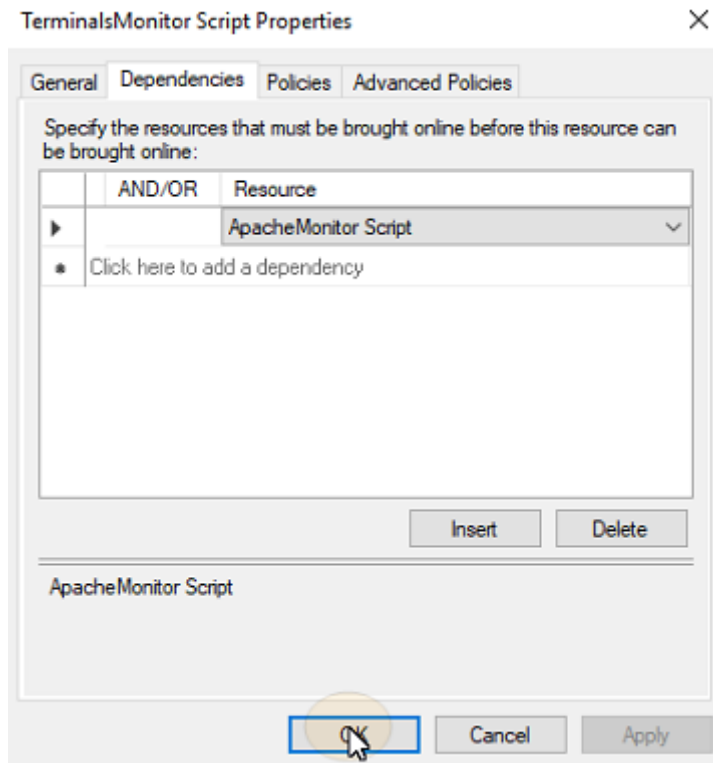 TerminalsMonitor Script Properties
General Dependencies Policies Advanced Policies
Specify the resources that must be brought online before this resource can
be brought online:
AND/OR Resource
ApacheMonitor Script
Click here to add a dependency
Insert Delete
ApacheMonitor Script
OK Cancel Apply